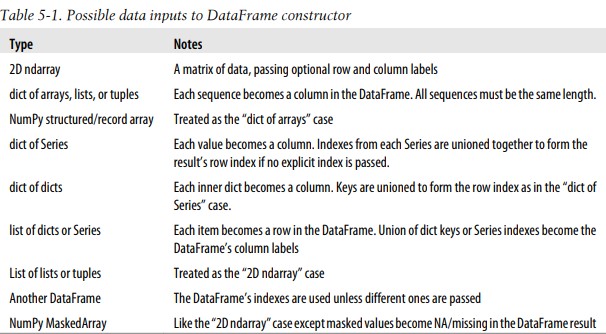 Table 5-1. Possible data inputs to DataFrame constructor
Type Notes
2D ndarray A matrix of data, passing optional row and column labels
dict of arrays, lists, or tuples Each sequence becomes a column in the DataFrame. All sequences must be the same length.
NumPy structured/record array Treated as the “dict of arrays” case
dict of Series Each value becomes a column. Indexes from each Series are unioned together to form the
result’s row index if no explicit index is passed.
dict of dicts Each inner dict becomes a column. Keys are unioned to form the row index as in the “dict of
Series” case.
list of dicts or Series Each item becomes a row in the DataFrame. Union of dict keys or Series indexes become the
DataFrame’s column labels
List of lists or tuples Treated as the “2D ndarray” case
Another DataFrame The DataFrame’s indexes are used unless different ones are passed
NumPy MaskedArray Like the “2D ndarray” case except masked values become NA/missing in the DataFrame result